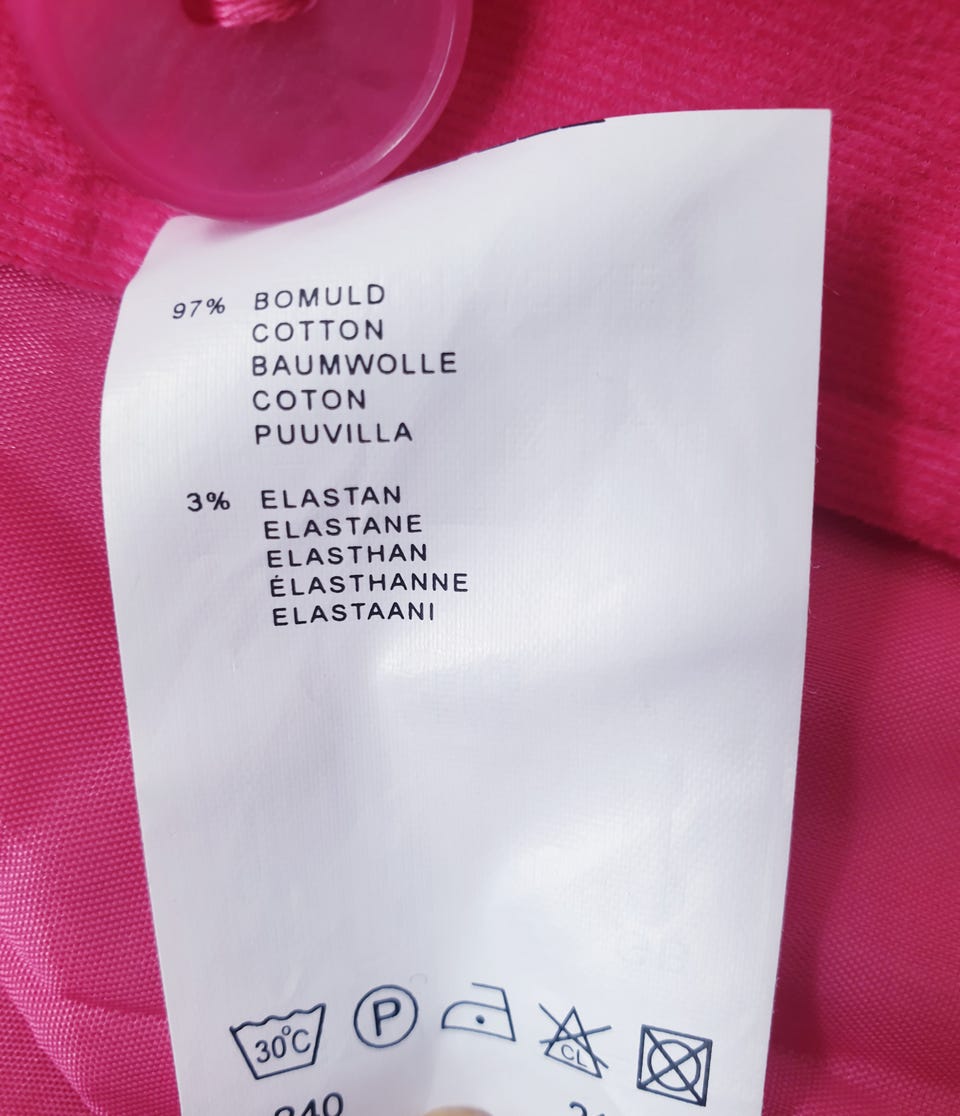 97% BOMULD
COTTON
BAUMWOLLE
COTON
PUUVILLA
3% ELASTAN
ELASTANE
ELASTHAN
ÉLASTHANNE
ELASTAANI
30°C P CL